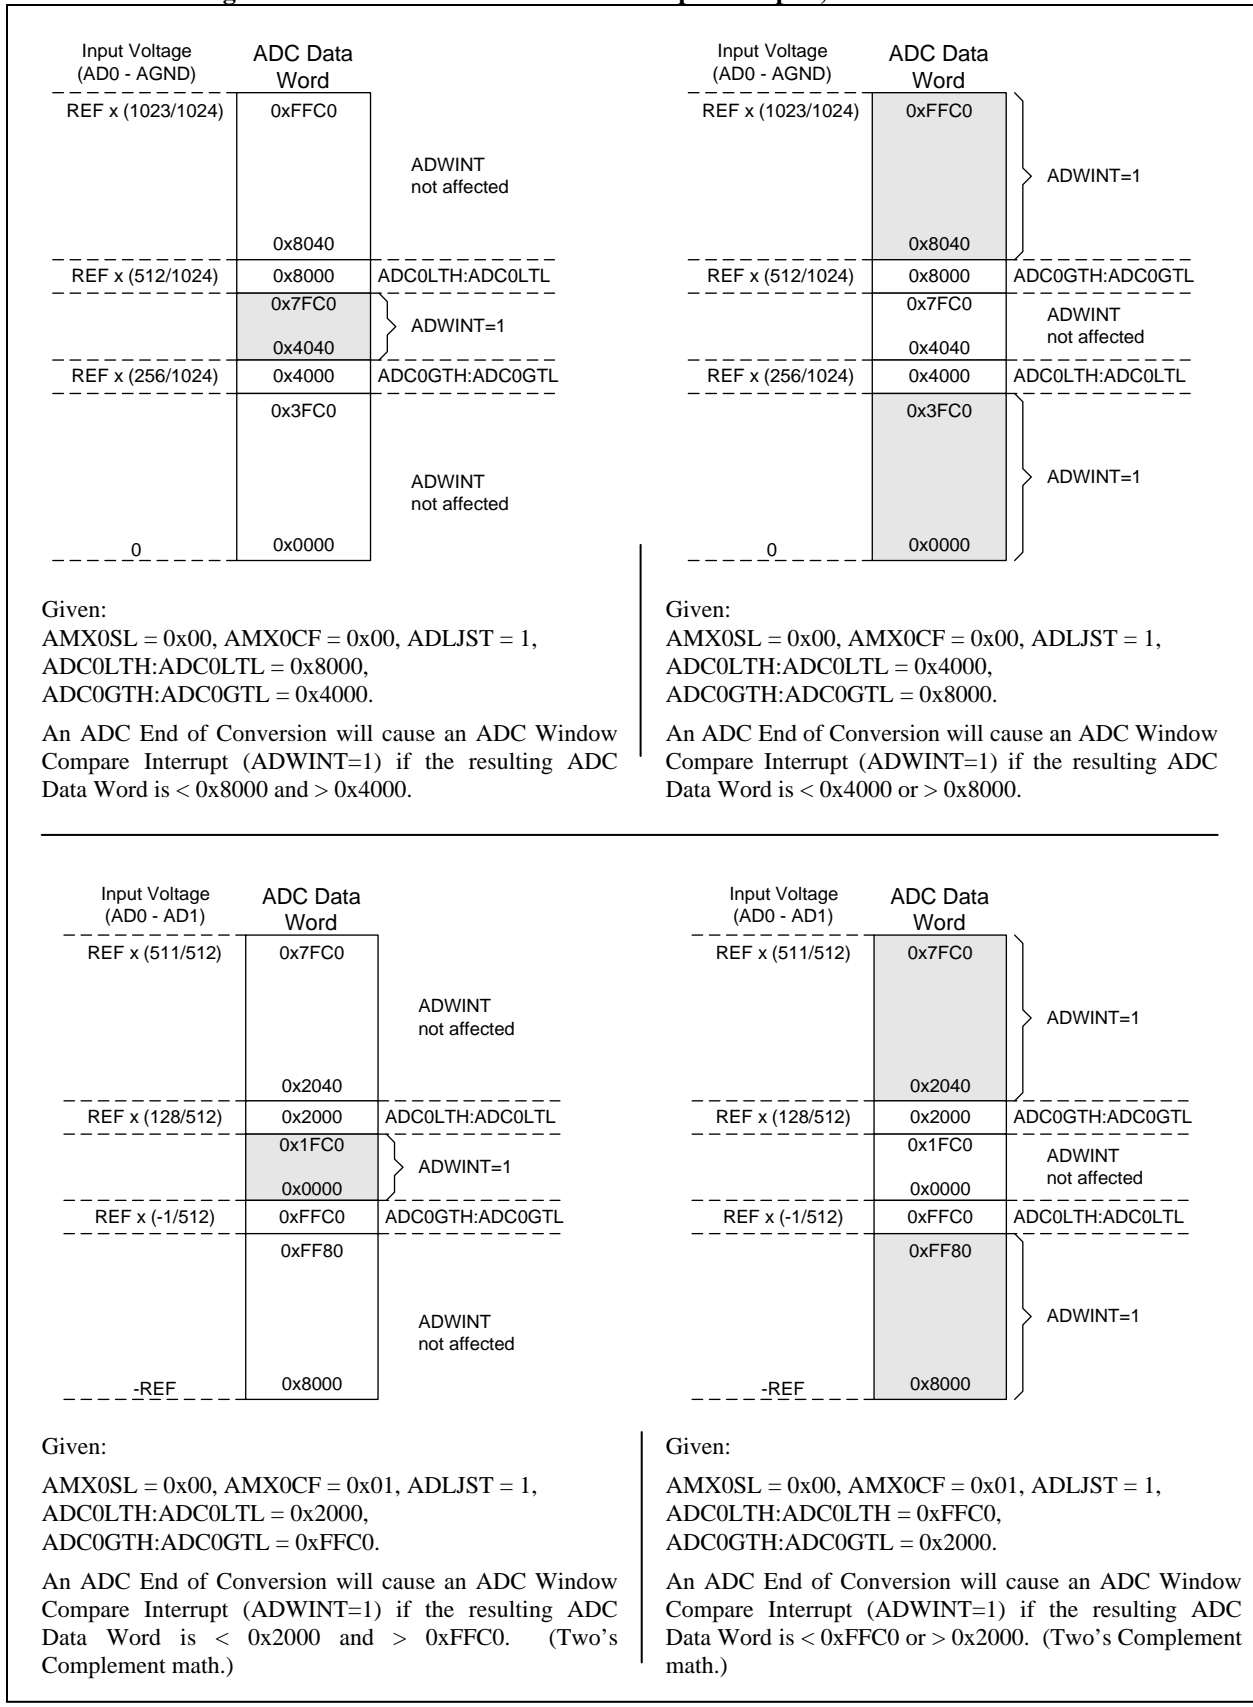 Input Voltage
(AD0 - AGND)
ADC Data
Word
REF x (1023/1024)
0xFFC0
ADWINT
not affected
0x8040
REF x (512/1024)
0x8000
ADC0LTH:ADC0LTL
0x7FC0
ADWINT=1
0x4040
REF x (256/1024)
0x4000
ADC0GTH:ADC0GTL
0x3FC0
ADWINT
not affected
0
0x0000
Given:
AMX0SL = 0x00, AMX0CF = 0x00, ADLJST = 1,
ADC0LTH:ADC0LTL = 0x8000,
ADC0GTH:ADC0GTL = 0x4000.
An ADC End of Conversion will cause an ADC Window
Compare Interrupt (ADWINT=1) if the resulting ADC
Data Word is < 0x8000 and > 0x4000.
Input Voltage
(AD0 - AGND)
ADC Data
Word
REF x (1023/1024)
0xFFC0
ADWINT=1
0x8040
REF x (512/1024)
0x8000
ADC0GTH:ADC0GTL
0x7FC0
ADWINT
not affected
0x4040
REF x (256/1024)
0x4000
ADC0LTH:ADC0LTL
0x3FC0
ADWINT=1
0
0x0000
Given:
AMX0SL = 0x00, AMX0CF = 0x00, ADLJST = 1,
ADC0LTH:ADC0LTL = 0x4000,
ADC0GTH:ADC0GTL = 0x8000.
An ADC End of Conversion will cause an ADC Window
Compare Interrupt (ADWINT=1) if the resulting ADC
Data Word is < 0x4000 or > 0x8000.
Input Voltage
(AD0 - AD1)
ADC Data
Word
REF x (511/512)
0x7FC0
ADWINT
not affected
0x2040
REF x (128/512)
0x2000
ADC0LTH:ADC0LTL
0x1FC0
ADWINT=1
0x0000
REF x (-1/512)
0xFFC0
ADC0GTH:ADC0GTL
0xFF80
ADWINT
not affected
-REF
0x8000
Given:
AMX0SL = 0x00, AMX0CF = 0x01, ADLJST = 1,
ADC0LTH:ADC0LTL = 0x2000,
ADC0GTH:ADC0GTL = 0xFFC0.
An ADC End of Conversion will cause an ADC Window
Compare Interrupt (ADWINT=1) if the resulting ADC
Data Word is < 0x2000 and > 0xFFC0. (Two's
Complement math.)
Input Voltage
(AD0 - AD1)
ADC Data
Word
REF x (511/512)
0x7FC0
ADWINT=1
0x2040
REF x (128/512)
0x2000
ADC0GTH:ADC0GTL
0x1FC0
ADWINT
not affected
0x0000
REF x (-1/512)
0xFFC0
ADC0LTH:ADC0LTL
0xFF80
ADWINT=1
-REF
0x8000
Given:
AMX0SL = 0x00, AMX0CF = 0x01, ADLJST = 1,
ADC0LTH:ADC0LTH = 0xFFC0,
ADC0GTH:ADC0GTL = 0x2000.
An ADC End of Conversion will cause an ADC Window
Compare Interrupt (ADWINT=1) if the resulting ADC
Data Word is < 0xFFC0 or > 0x2000. (Two's Complement
math.)